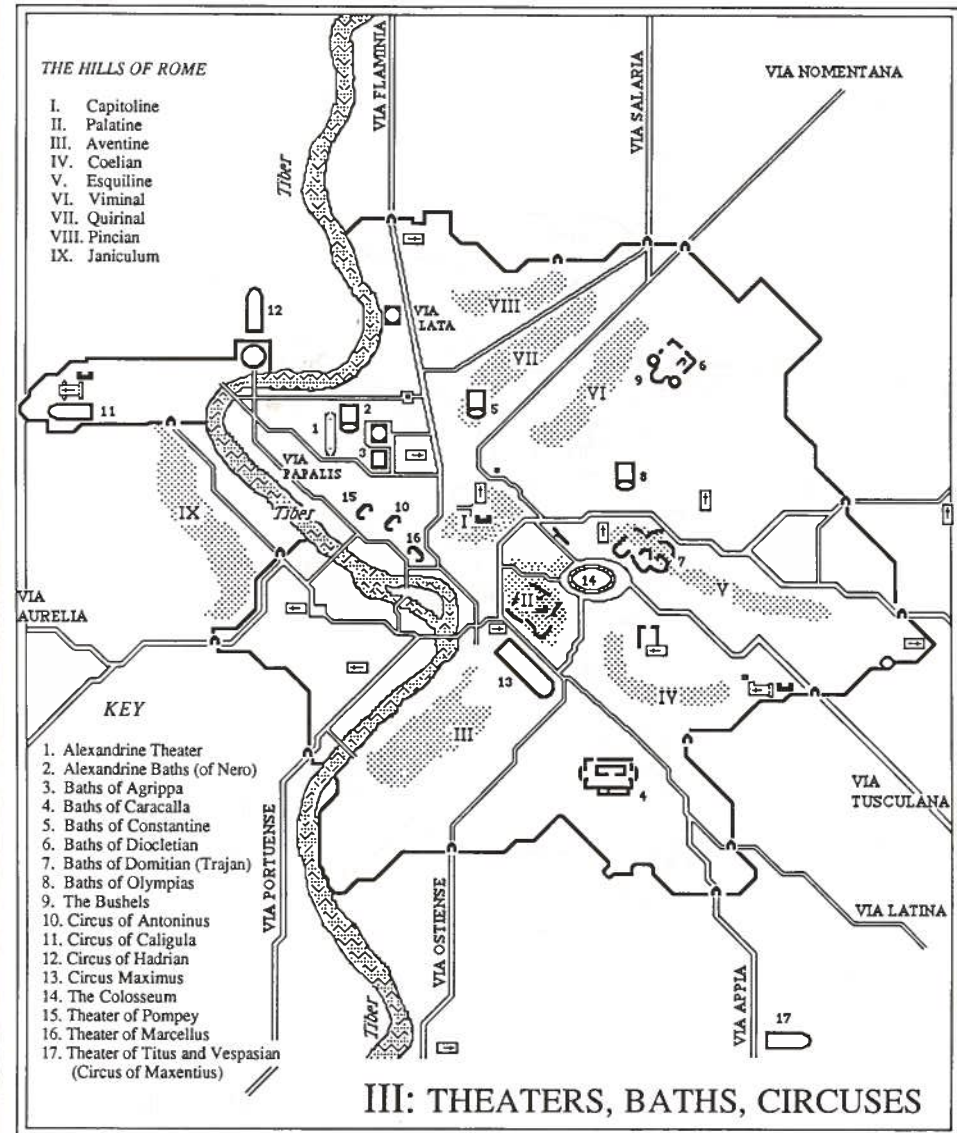 THE HILLS OF ROME
I. Capitoline
II. Palatine
III. Aventine
IV. Coelian
V. Esquiline
VI. Viminal
VII. Quirinal
VIII. Pincian
IX. Janiculum
VIA FLAMINIA
VIA SALARIA
VIA NOMENTANA
Tiber
12
VIII
VIA
LATA
VII
VI
9
6
11
1
2
3
5
VIA
PAPALIS
8
IX
Tiber
15
10
16
I
7
14
V
II
VIA
AURELIA
13
IV
III
4
KEY
1. Alexandrine Theater
2. Alexandrine Baths (of Nero)
3. Baths of Agrippa
4. Baths of Caracalla
5. Baths of Constantine
6. Baths of Diocletian
7. Baths of Domitian (Trajan)
8. Baths of Olympias
9. The Bushels
10. Circus of Antoninus
11. Circus of Caligula
12. Circus of Hadrian
13. Circus Maximus
14. The Colosseum
15. Theater of Pompey
16. Theater of Marcellus
17. Theater of Titus and Vespasian
(Circus of Maxentius)
VIA PORTUENSE
VIA OSTIENSE
VIA APPIA
VIA
TUSCULANA
VIA LATINA
Tiber
17
III: THEATERS, BATHS, CIRCUSES